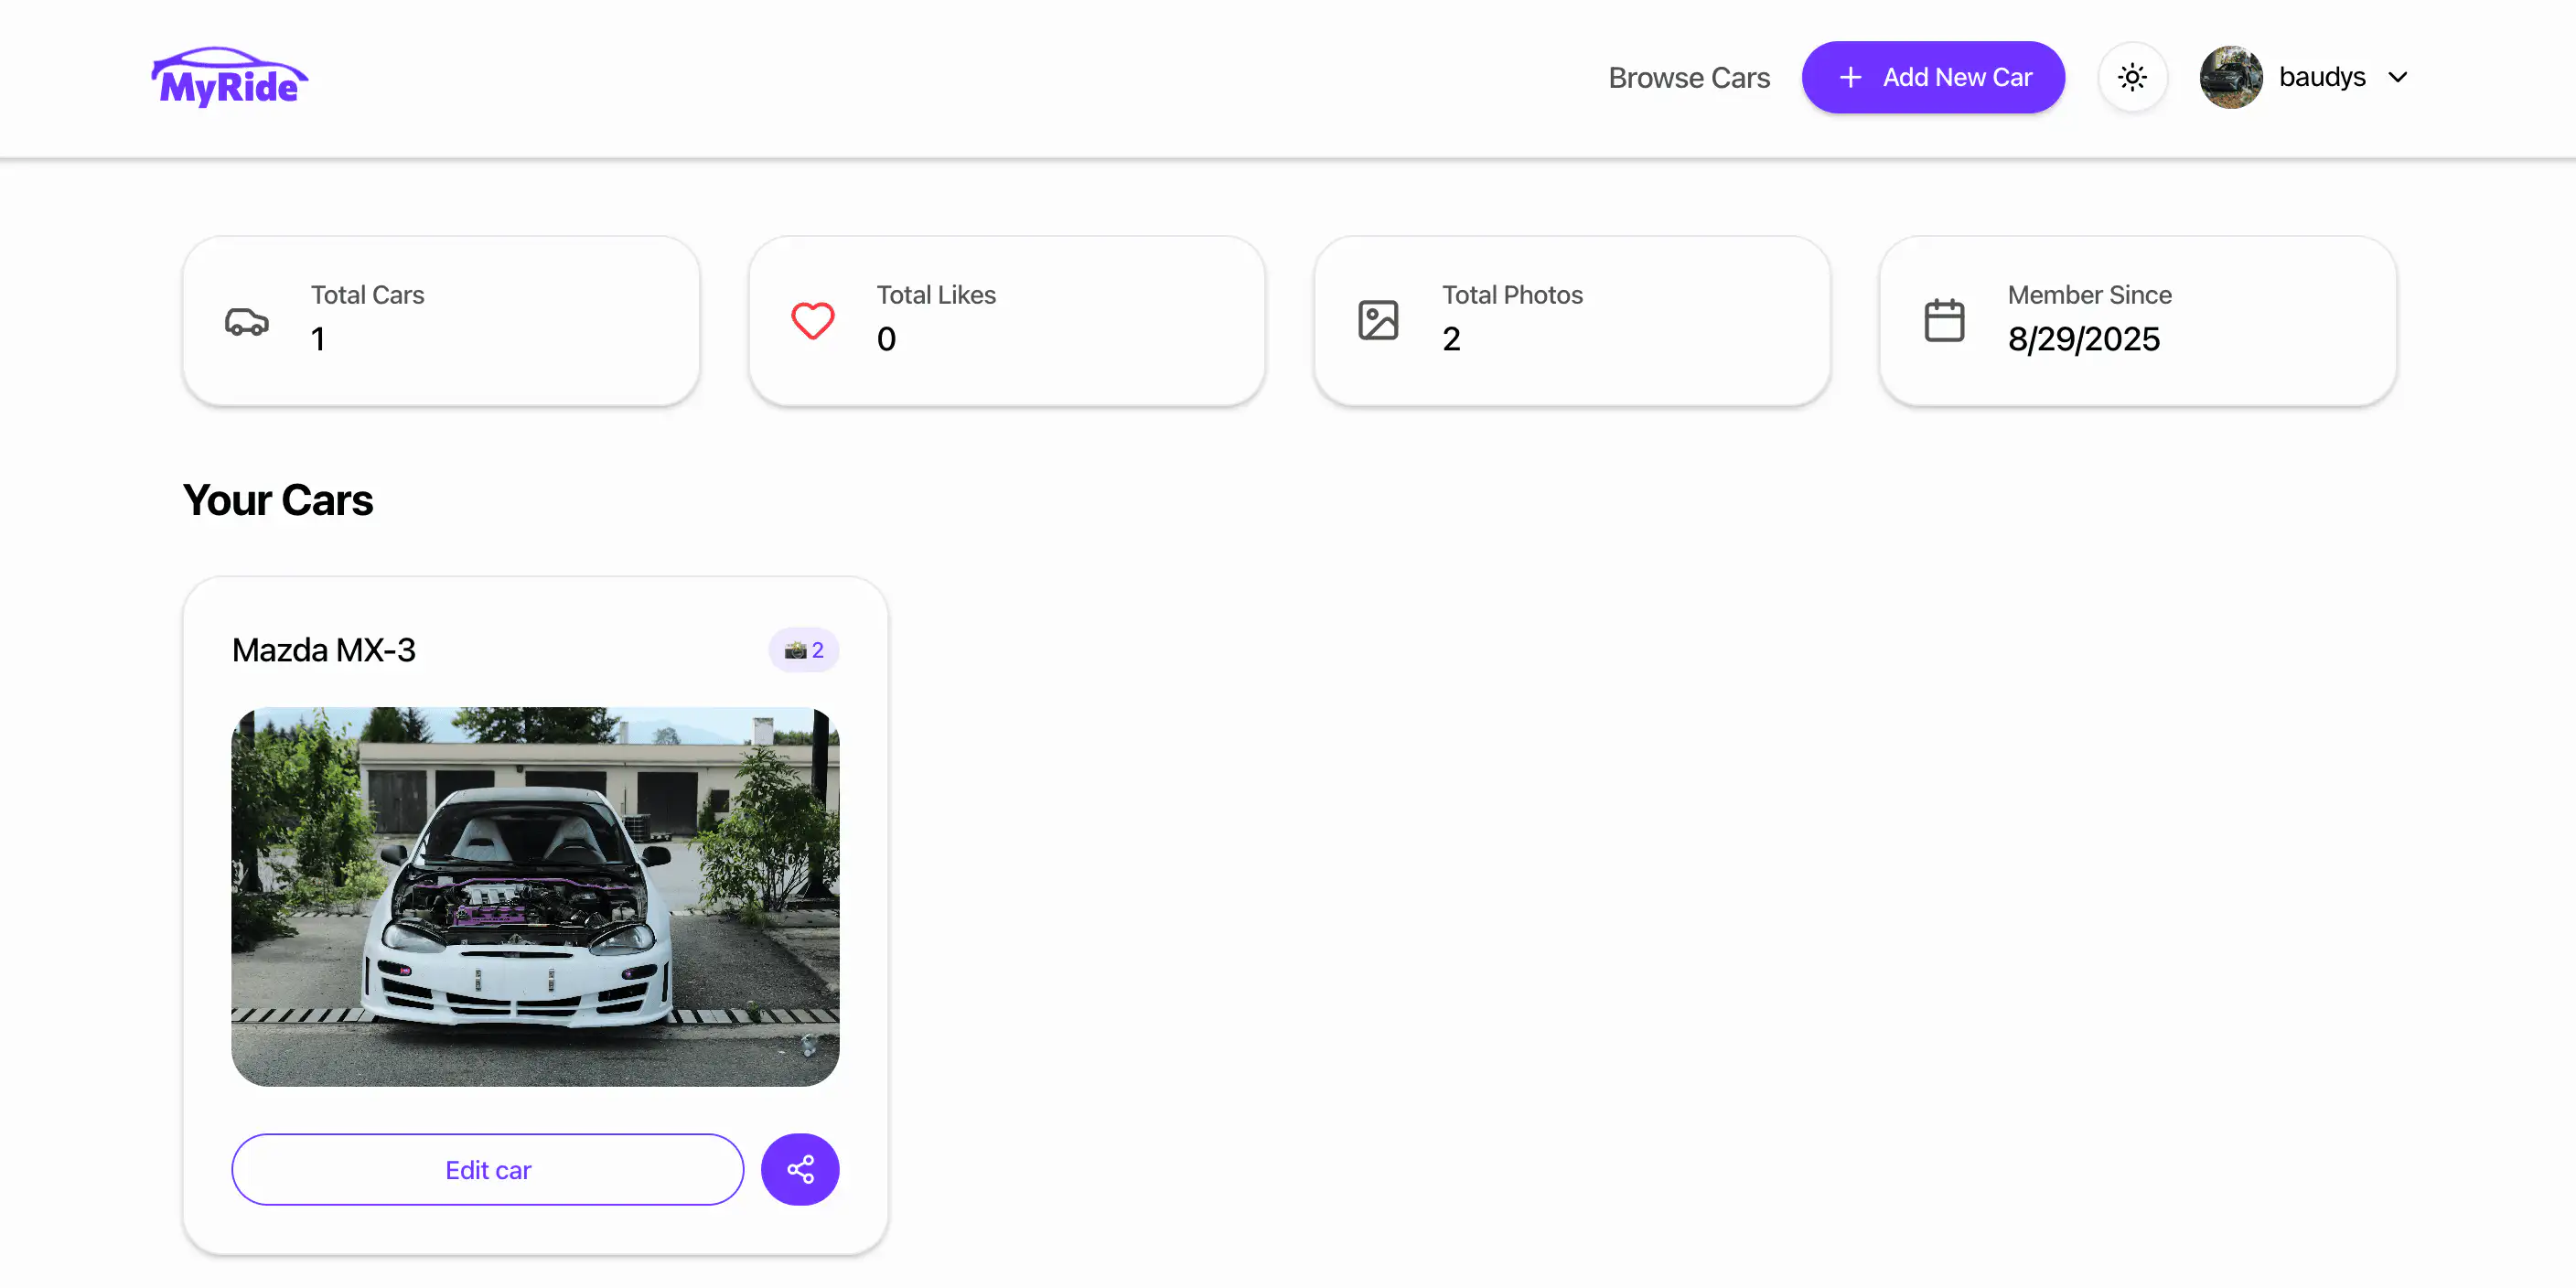 MyRide
Browse Cars
Add New Car
baudys
Total Cars
1
Total Likes
0
Total Photos
2
Member Since
8/29/2025
Your Cars
Mazda MX-3
📸 2
Edit car